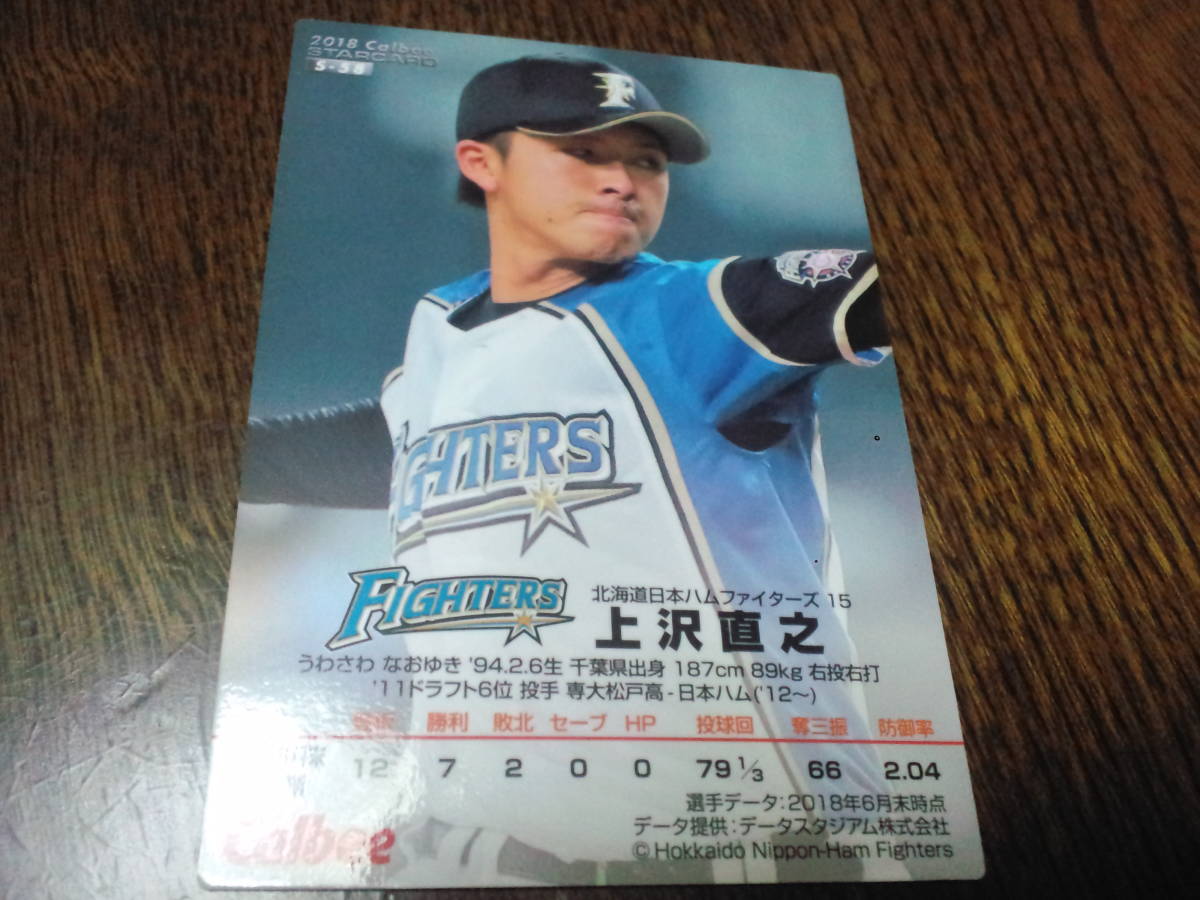 2018 Calbee
STARCARD
S-58
F
FIGHTERS
FIGHTERS
北海道日本ハムファイターズ 15
上沢直之
うわさわ なおゆき '94.2.6生 千葉県出身 187cm 89kg 右投右打
'11ドラフト6位 投手 専大松戸高-日本ハム('12〜)
勝利 敗北 セーブ HP 投球回 奪三振 防御率
12 7 2 0 0 79 1/3 66 2.04
選手データ:2018年6月末時点
データ提供:データスタジアム株式会社
Calbee
© Hokkaido Nippon-Ham Fighters